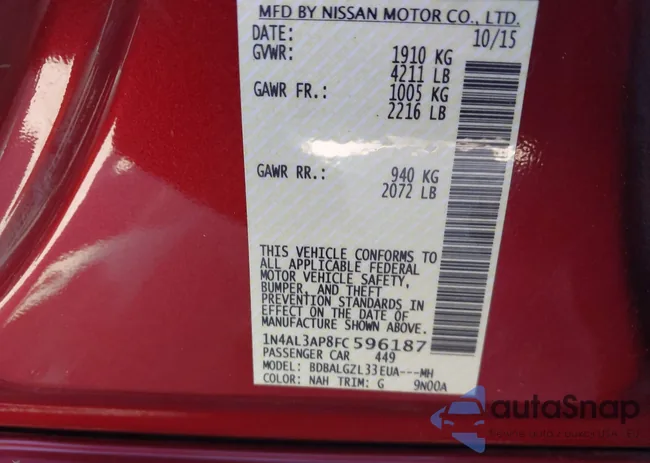 MFD BY NISSAN MOTOR CO., LTD.
DATE: 10/15
GVWR: 1910 KG
4211 LB
GAWR FR.: 1005 KG
2216 LB
GAWR RR.: 940 KG
2072 LB
THIS VEHICLE CONFORMS TO
ALL APPLICABLE FEDERAL
MOTOR VEHICLE SAFETY,
BUMPER, AND THEFT
PREVENTION STANDARDS IN
EFFECT ON THE DATE OF
MANUFACTURE SHOWN ABOVE.
1N4AL3AP8FC596187
PASSENGER CAR 449
MODEL: BDBALGZL33EUA---MH
COLOR: NAH TRIM: G 9N00A
autaSnap